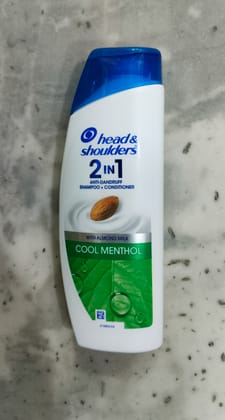 head&
shoulders
2 IN 1
ANTI-DANDRUFF
SHAMPOO + CONDITIONER
WITH ALMOND MILK
COOL MENTHOL